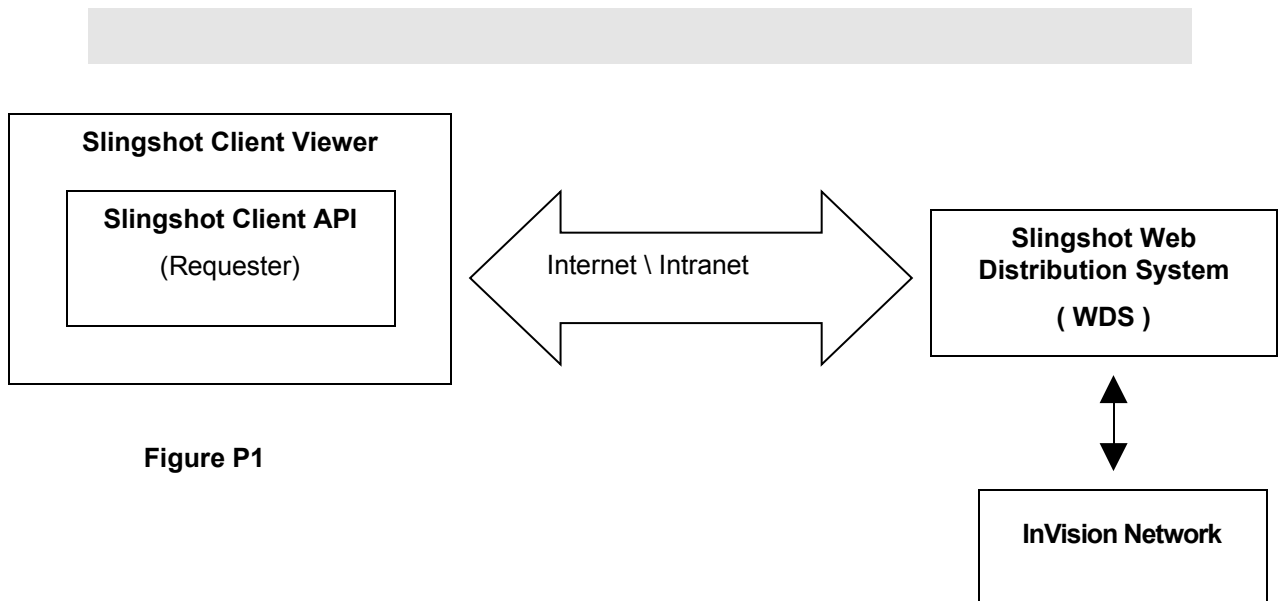 Slingshot Client Viewer
Slingshot Client API
(Requester)
Internet \ Intranet
Slingshot Web
Distribution System
( WDS )
Figure P1
InVision Network